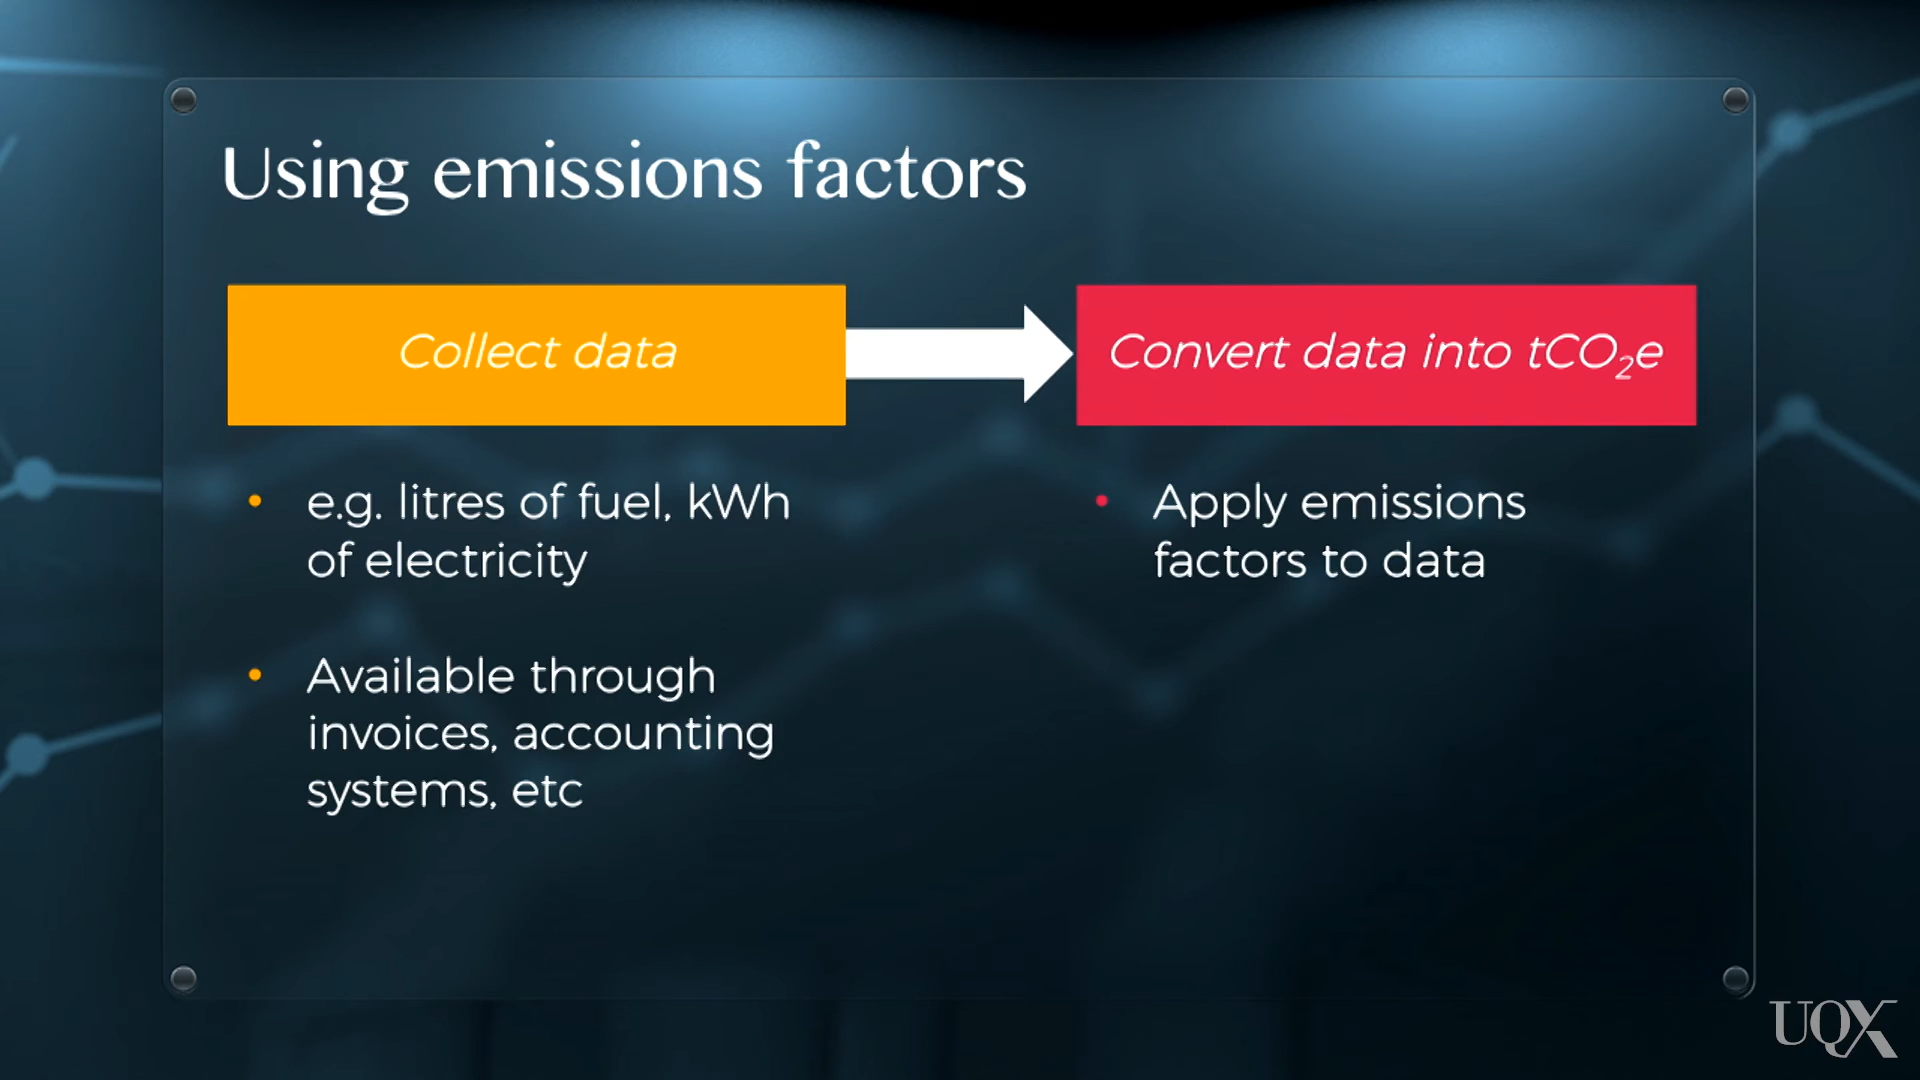 Using emissions factors
Collect data
Convert data into tCO₂e
e.g. litres of fuel, kWh
of electricity
Available through
invoices, accounting
systems, etc
Apply emissions
factors to data
UQX